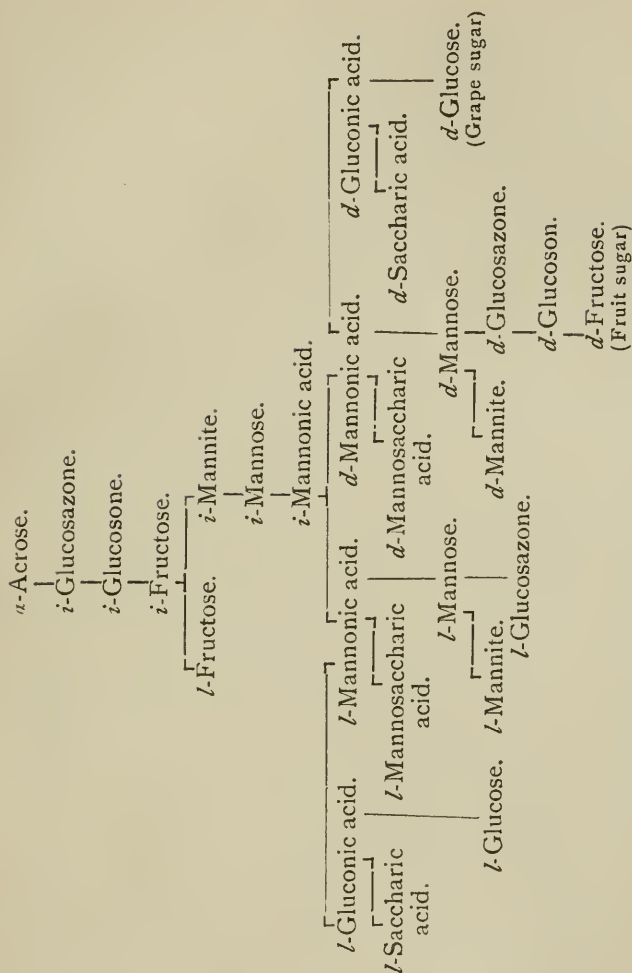 α-Acrose.
i-Glucosazone.
i-Glucosone.
i-Fructose.
l-Fructose.
i-Mannite.
i-Mannose.
i-Mannonic acid.
l-Gluconic acid.
l-Mannonic acid.
d-Mannonic acid.
d-Gluconic acid.
l-Saccharic
acid.
l-Mannosaccharic
acid.
d-Mannosaccharic
acid.
d-Saccharic acid.
l-Glucose.
l-Mannose.
d-Mannose.
d-Glucose.
(Grape sugar)
l-Mannite.
l-Glucosazone.
d-Mannite.
d-Glucosazone.
d-Glucoson.
d-Fructose.
(Fruit sugar)